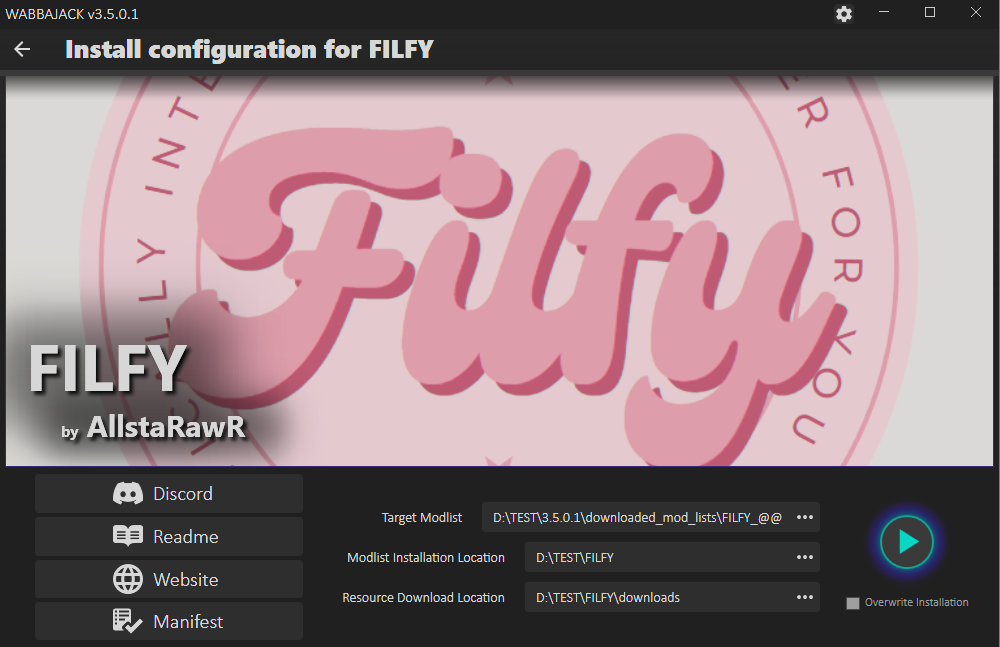 WABBAJACK v3.5.0.1
Install configuration for FILFY
Filfy
FOR YOU
FILFY
by AllstaRawR
Discord
Readme
Website
Manifest
Target Modlist
D:\TEST\3.5.0.1\downloaded_mod_lists\FILFY_@@
Modlist Installation Location
D:\TEST\FILFY
Resource Download Location
D:\TEST\FILFY\downloads
Overwrite Installation